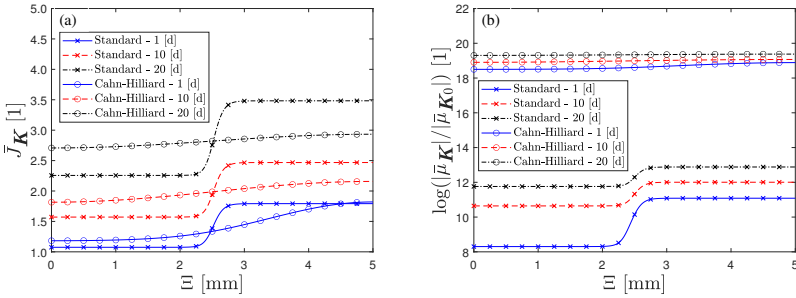 (a)
5.0
4.5
4.0
3.5
3.0
2.5
2.0
1.5
1.0
J̄_K [1]
Standard - 1 [d]
Standard - 10 [d]
Standard - 20 [d]
Cahn-Hilliard - 1 [d]
Cahn-Hilliard - 10 [d]
Cahn-Hilliard - 20 [d]
0 1 2 3 4 5
Ξ [mm]
(b)
22
20
18
16
14
12
10
8
log(|μ̄_K|/|μ̄_K0|) [1]
Standard - 1 [d]
Standard - 10 [d]
Standard - 20 [d]
Cahn-Hilliard - 1 [d]
Cahn-Hilliard - 10 [d]
Cahn-Hilliard - 20 [d]
0 1 2 3 4 5
Ξ [mm]